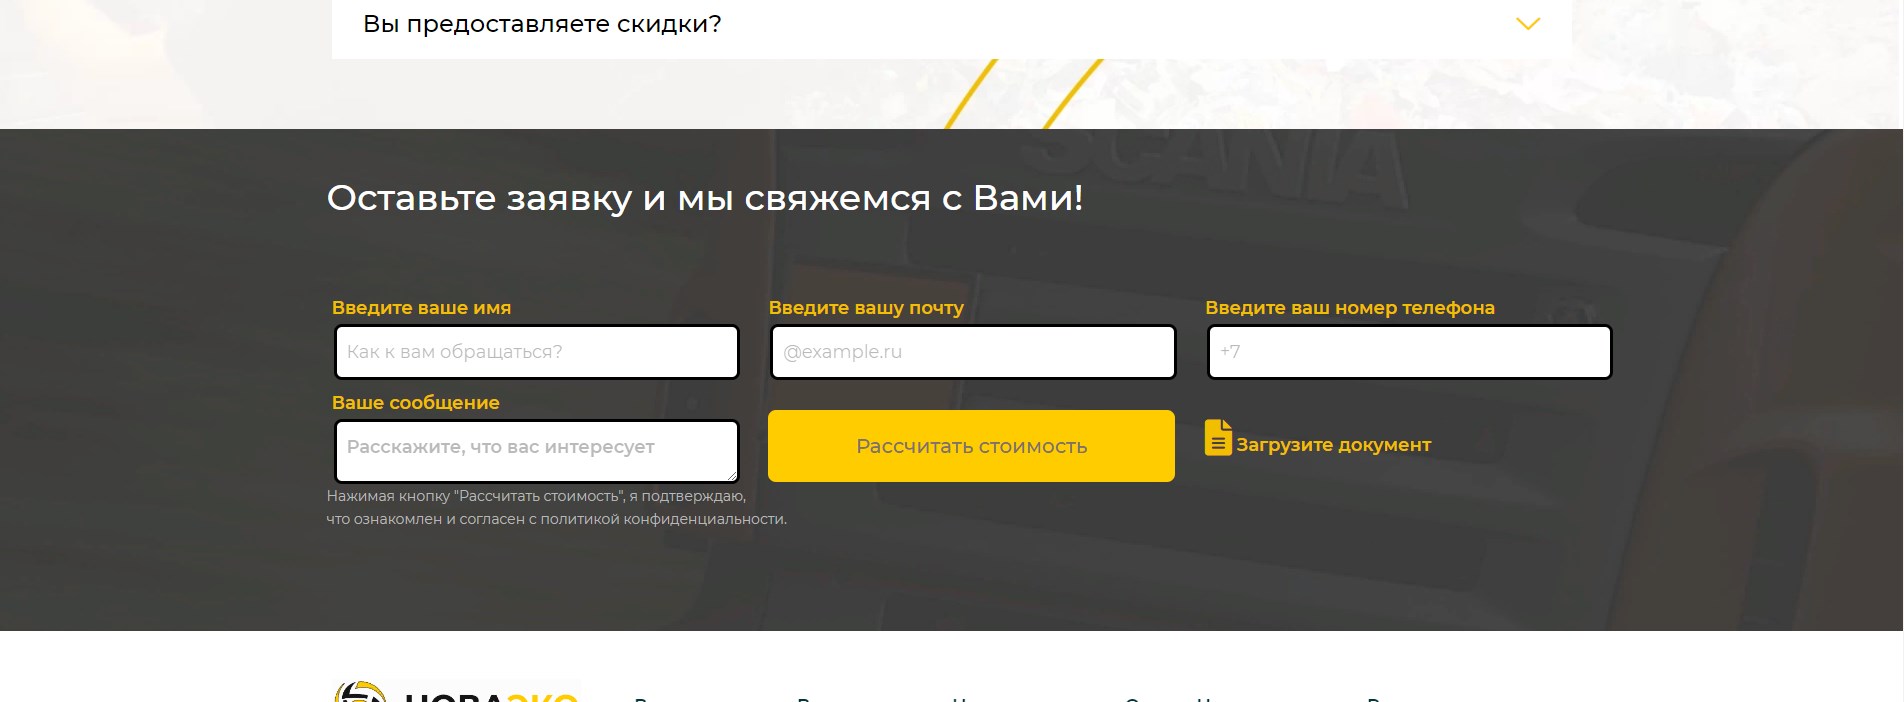 Вы предоставляете скидки?
SCANIA
Оставьте заявку и мы свяжемся с Вами!
Введите ваше имя
Введите вашу почту
Введите ваш номер телефона
Как к вам обращаться?
@example.ru
+7
Ваше сообщение
Расскажите, что вас интересует
Рассчитать стоимость
Загрузите документ
Нажимая кнопку "Рассчитать стоимость", я подтверждаю,
что ознакомлен и согласен с политикой конфиденциальности.
НОВАЭКО